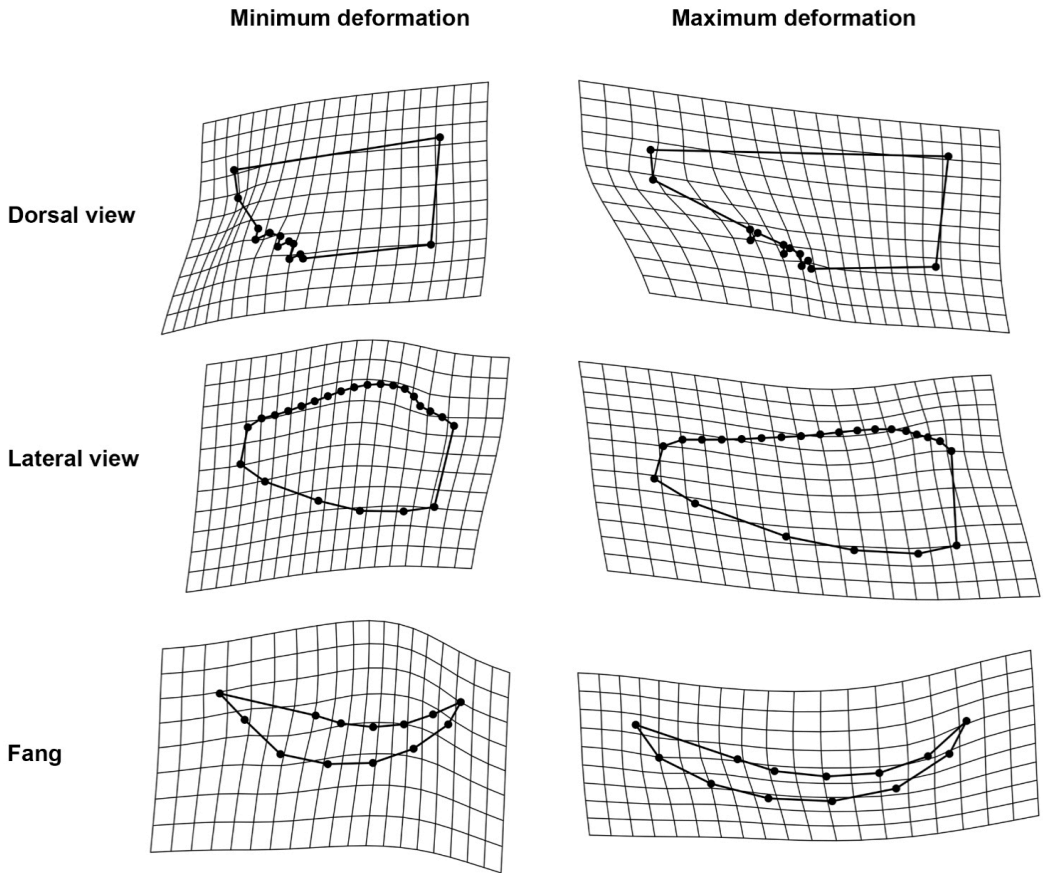 Minimum deformation
Maximum deformation
Dorsal view
Lateral view
Fang